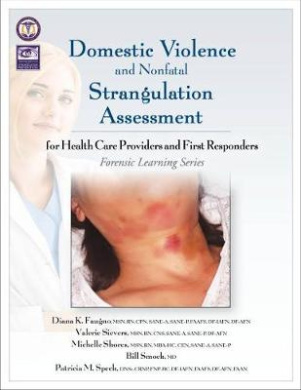 Domestic Violence
and Nonfatal
Strangulation
Assessment
for Health Care Providers and First Responders
Forensic Learning Series
Diana K. Faugno,
Valerie Sievers,
Michelle Shores,
Bill Smock, MD
Patricia M. Speck,